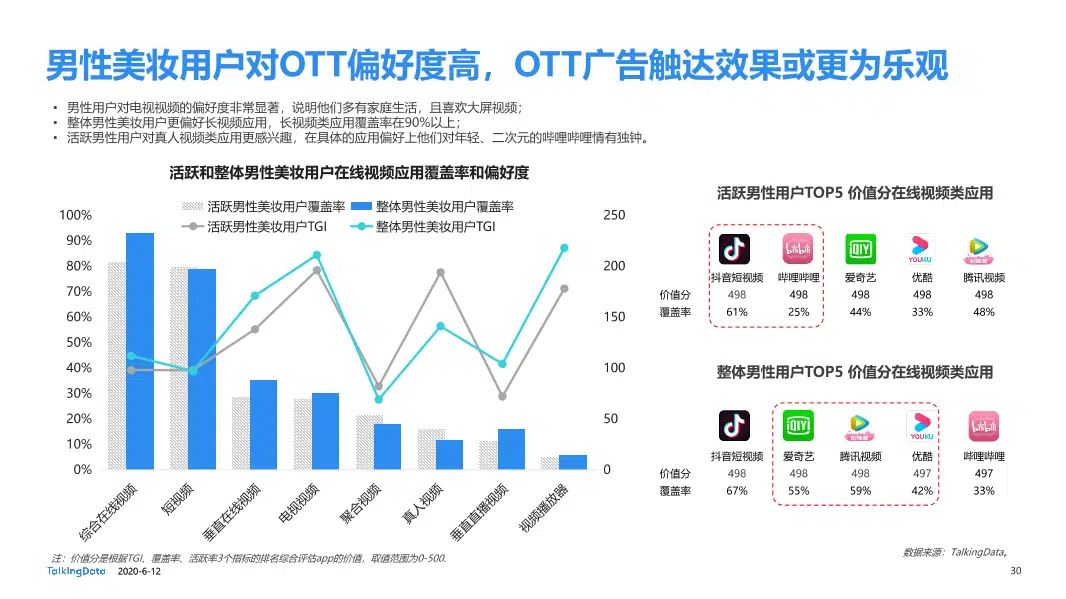 男性美妆用户对OTT偏好度高，OTT广告触达效果或更为乐观
• 男性用户对电视视频的偏好度非常显著，说明他们多有家庭生活，且喜欢大屏视频；
• 整体男性美妆用户更偏好长视频应用，长视频类应用覆盖率在90%以上；
• 活跃男性用户对真人视频类应用更感兴趣，在具体的应用偏好上他们对年轻、二次元的哔哩哔哩情有独钟。
活跃和整体男性美妆用户在线视频应用覆盖率和偏好度
活跃男性美妆用户覆盖率 整体男性美妆用户覆盖率
活跃男性美妆用户TGI 整体男性美妆用户TGI
100% 250
90%
80% 200
70%
60% 150
50%
40% 100
30%
20% 50
10%
0% 0
综合在线视频 短视频 垂直在线视频 电视视频 聚合视频 真人视频 垂直直播视频 视频播放器
活跃男性用户TOP5 价值分在线视频类应用
bilibili iQIYI YOUKU
抖音短视频 哔哩哔哩 爱奇艺 优酷 腾讯视频
价值分 498 498 498 498 498
覆盖率 61% 25% 44% 33% 48%
整体男性用户TOP5 价值分在线视频类应用
iQIYI YOUKU bilibili
抖音短视频 爱奇艺 腾讯视频 优酷 哔哩哔哩
价值分 498 498 498 497 497
覆盖率 67% 55% 59% 42% 33%
注：价值分是根据TGI、覆盖率、活跃率3个指标的排名综合评估app的价值，取值范围为0-500.
数据来源：TalkingData。
TalkingData 2020-6-12 30